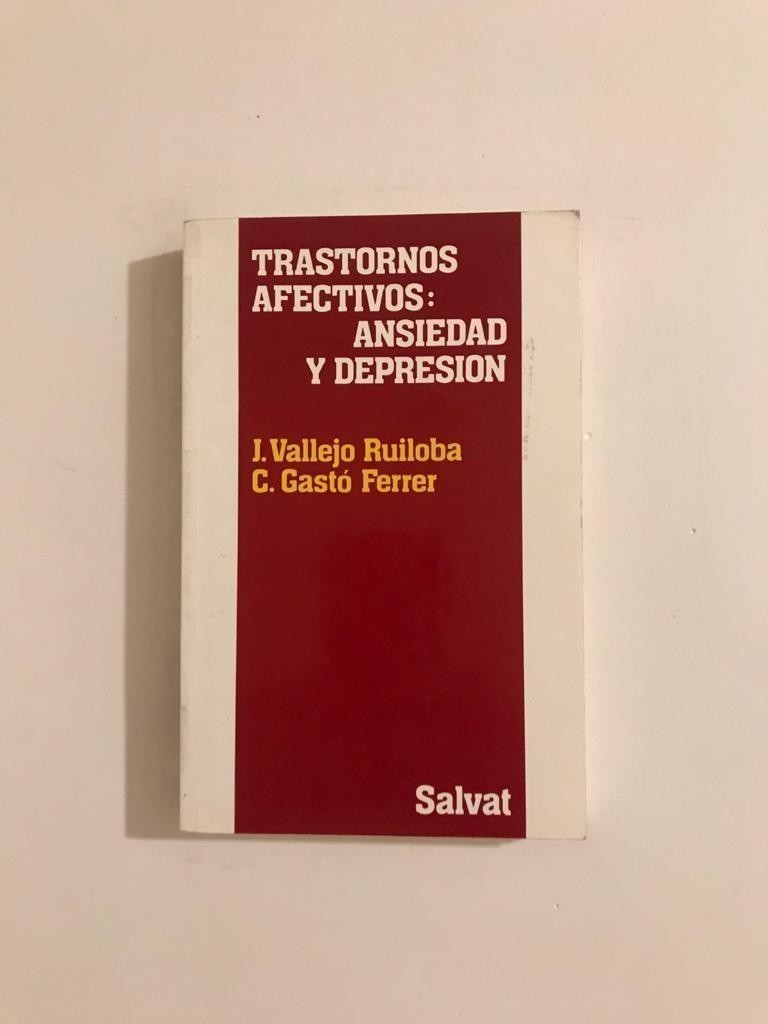 TRASTORNOS
AFECTIVOS:
ANSIEDAD
Y DEPRESION
J. Vallejo Ruiloba
C. Gastó Ferrer
Salvat